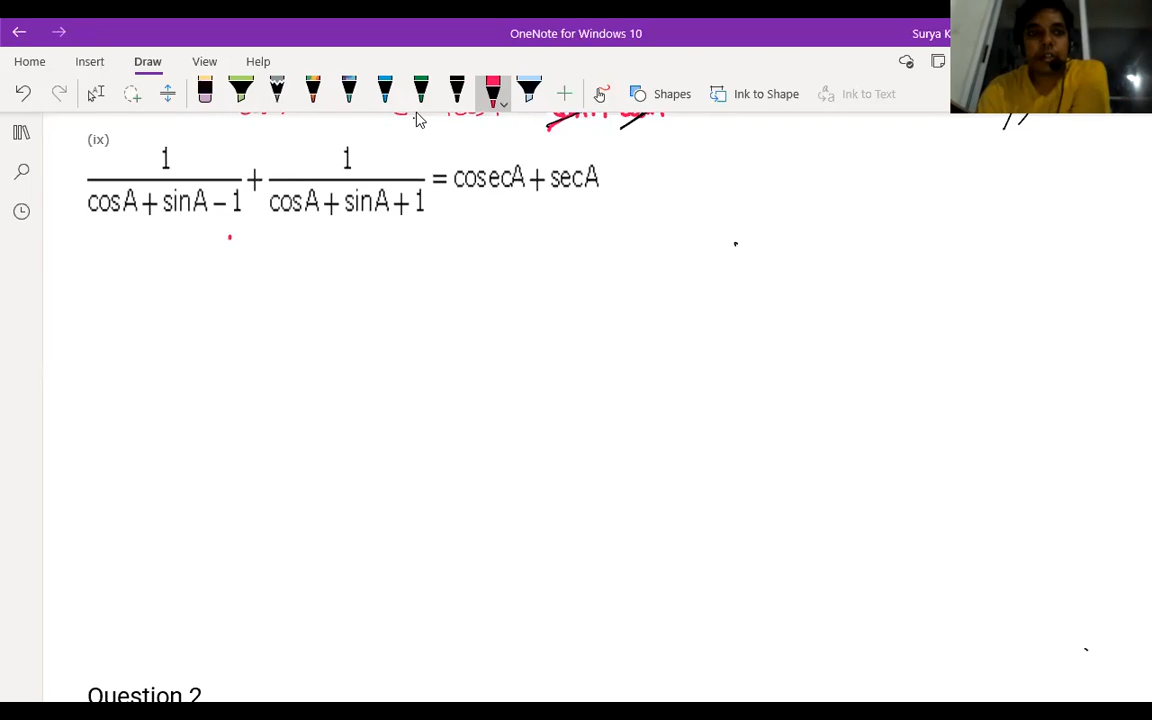 OneNote for Windows 10
Surya K
Home Insert Draw View Help
Shapes Ink to Shape Ink to Text
(ix)
1/(cosA + sinA − 1) + 1/(cosA + sinA + 1) = cosecA + secA
Question 2